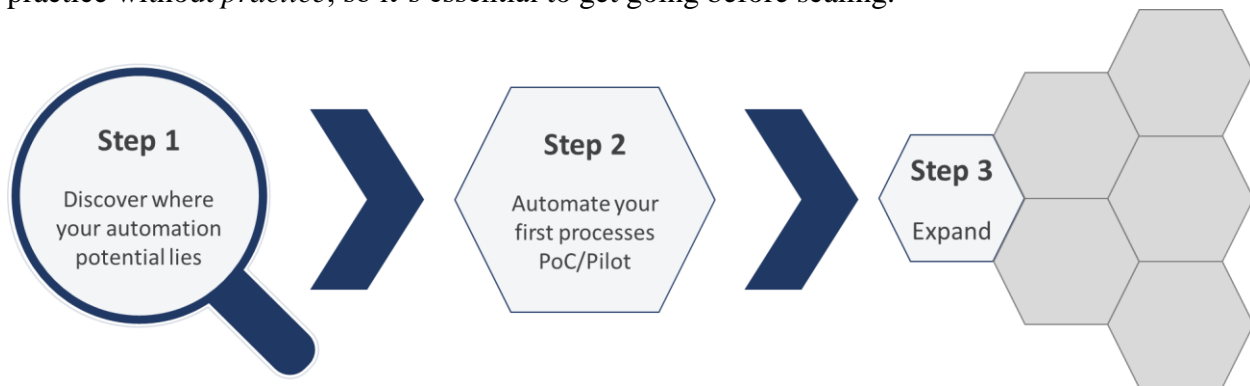 practice without practice, so it's essential to get going before scaling.
Step 1
Discover where
your automation
potential lies
Step 2
Automate your
first processes
PoC/Pilot
Step 3
Expand